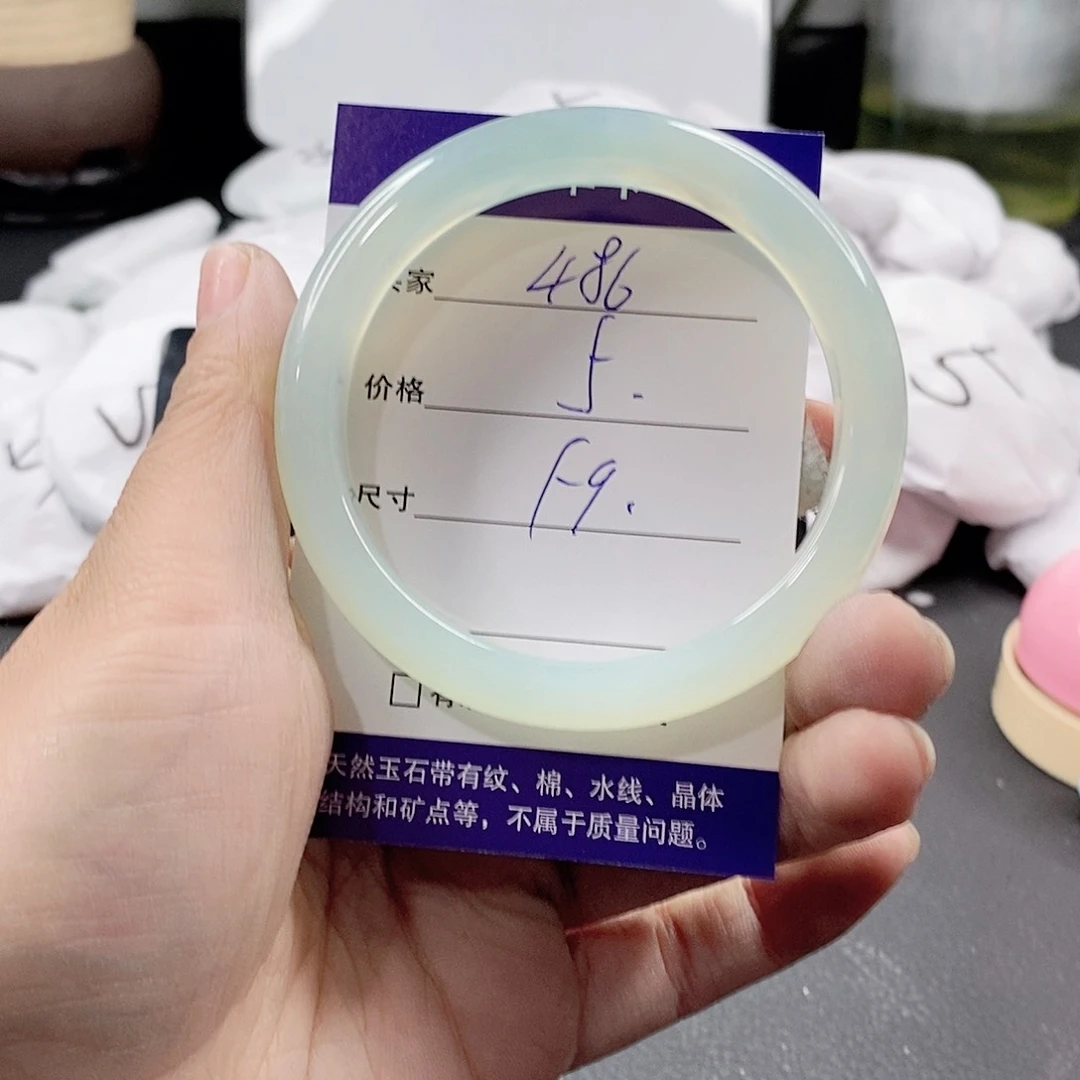 家 486
价格 5.
尺寸 59.
天然玉石带有纹、棉、水线、晶体
结构和矿点等，不属于质量问题。